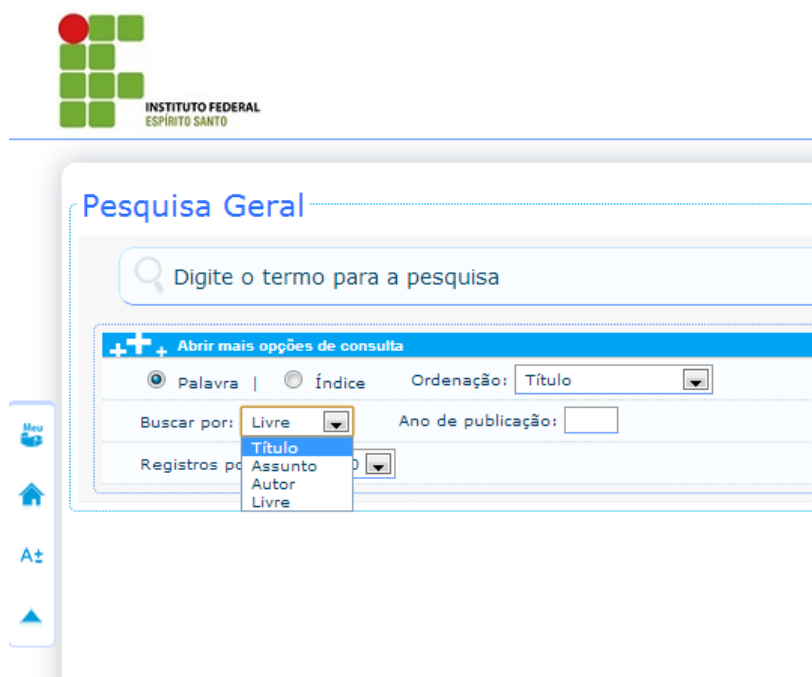 INSTITUTO FEDERAL
ESPÍRITO SANTO
Pesquisa Geral
Digite o termo para a pesquisa
Abrir mais opções de consulta
Palavra | Índice Ordenação: Título
Buscar por: Livre Ano de publicação:
Título
Registros
Assunto
Autor
Livre
Meu
A±